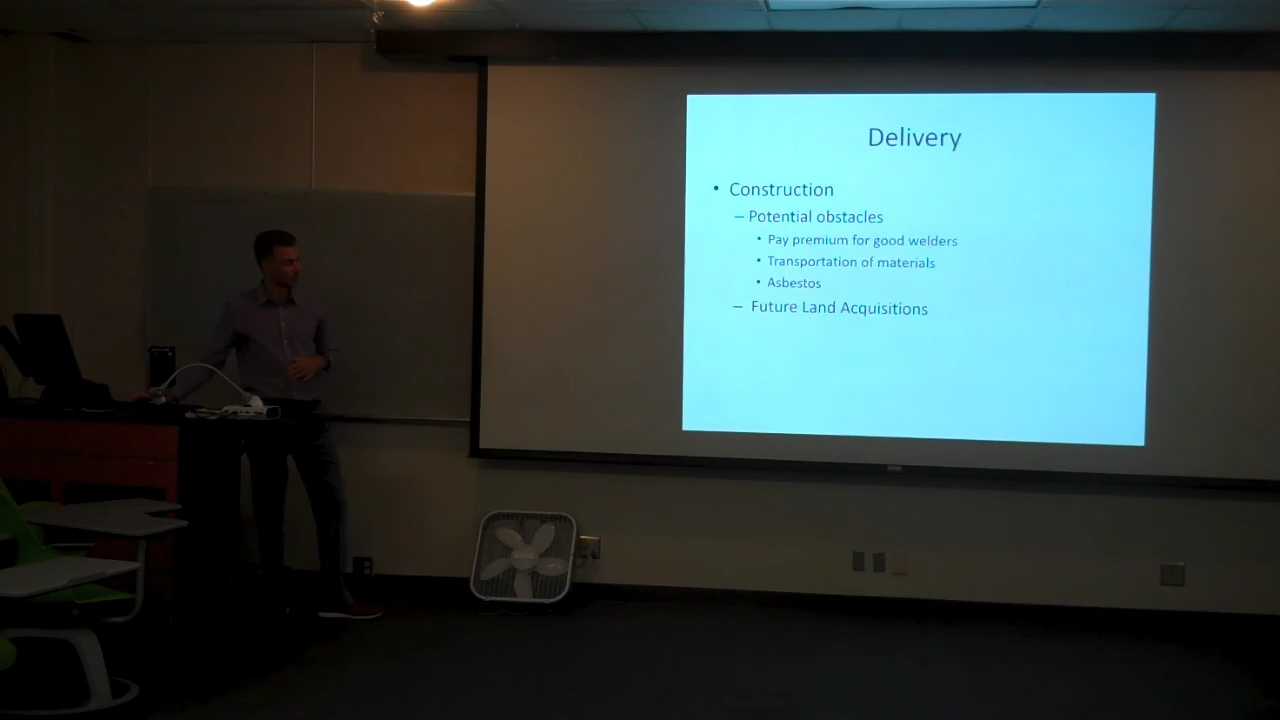 Delivery
• Construction
– Potential obstacles
• Pay premium for good welders
• Transportation of materials
• Asbestos
– Future Land Acquisitions